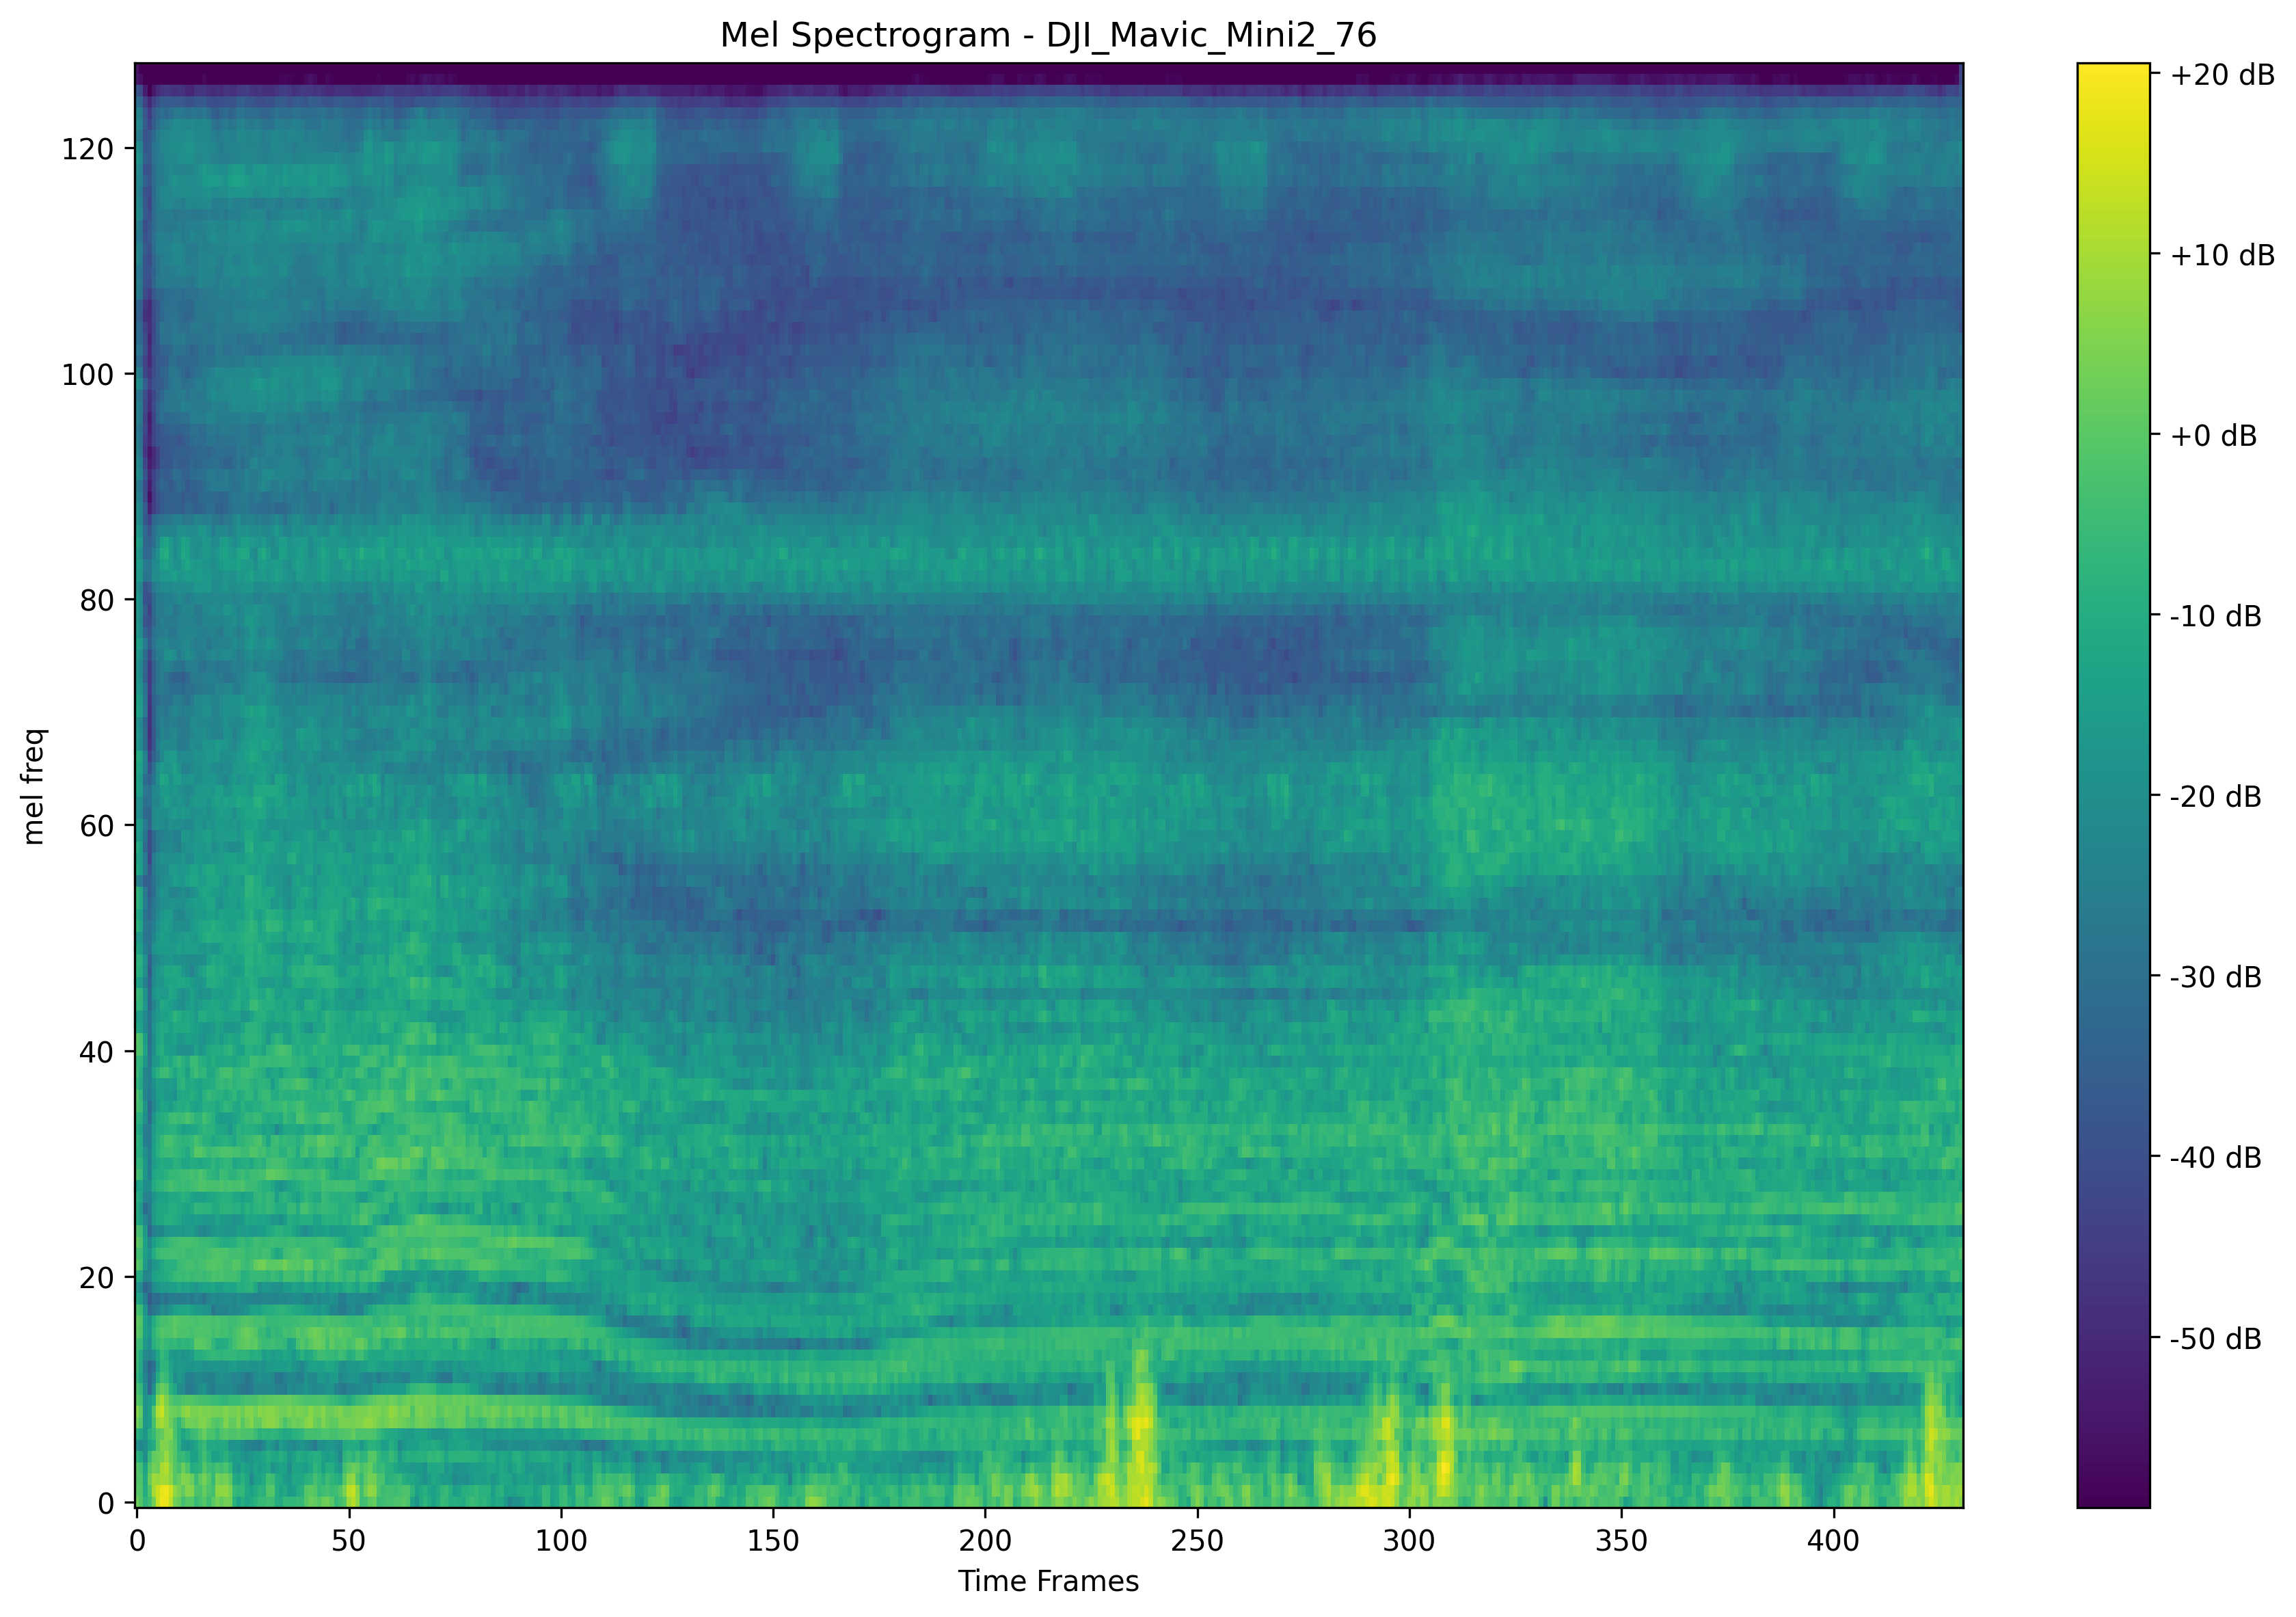 Mel Spectrogram - DJI_Mavic_Mini2_76
mel freq
120
100
80
60
40
20
0
0 50 100 150 200 250 300 350 400
Time Frames
+20 dB
+10 dB
+0 dB
-10 dB
-20 dB
-30 dB
-40 dB
-50 dB